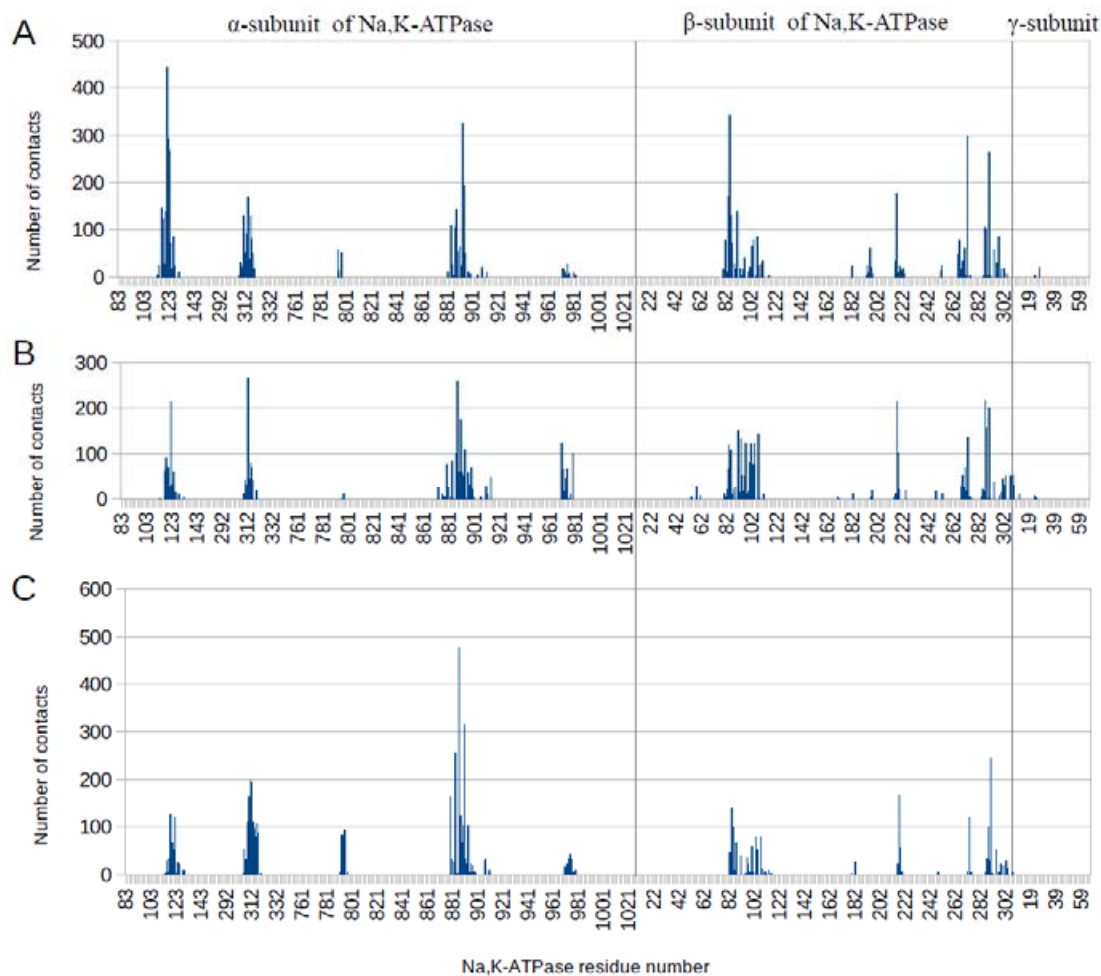 α-subunit of Na,K-ATPase β-subunit of Na,K-ATPase γ-subunit
A
Number of contacts
500
400
300
200
100
0
83 103 123 143 292 312 332 761 781 801 821 841 861 881 901 921 941 961 981 1001 1021 22 42 62 82 102 122 182 202 222 242 262 282 302 19 39 59
B
Number of contacts
300
200
100
0
83 103 123 143 292 312 332 761 781 801 821 841 861 881 901 921 941 961 981 1001 1021 22 42 62 82 102 122 162 182 202 222 242 262 282 302 19 39 59
C
Number of contacts
600
500
400
300
200
100
0
83 103 123 143 292 312 332 761 781 801 821 841 861 881 901 921 941 961 981 1001 1021 22 42 62 82 102 122 162 182 202 222 242 262 282 302 19 39 59
Na,K-ATPase residue number